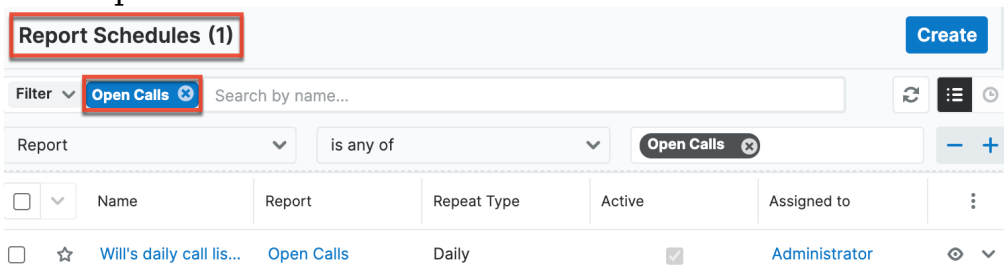 Report Schedules (1)
Create
Filter Open Calls Search by name...
Report is any of Open Calls
Name Report Repeat Type Active Assigned to
Will's daily call lis... Open Calls Daily Administrator